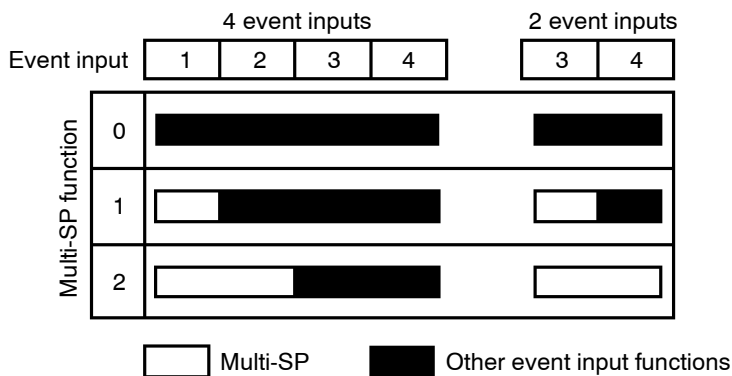 4 event inputs 2 event inputs
Event input 1 2 3 4 3 4
Multi-SP function
0
1
2
Multi-SP Other event input functions